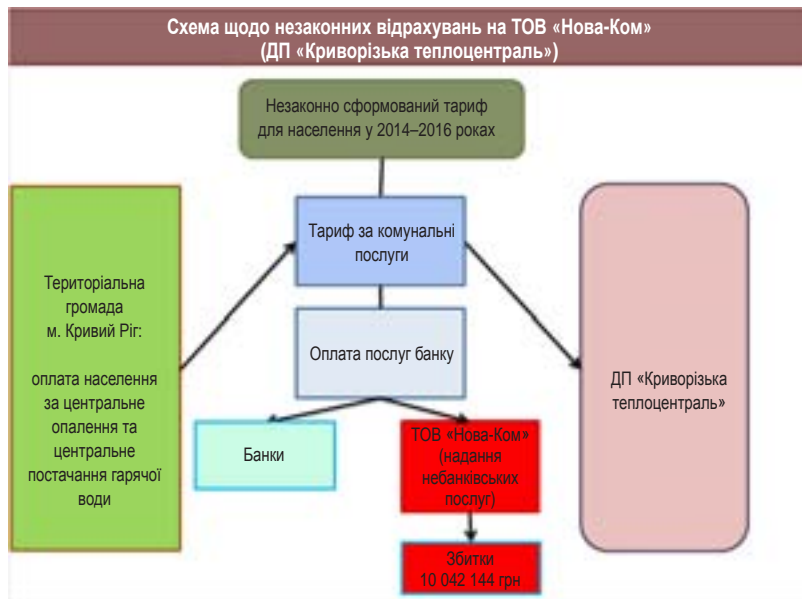 Схема щодо незаконних відрахувань на ТОВ «Нова-Ком»
(ДП «Криворізька теплоцентраль»)
Незаконно сформований тариф
для населення у 2014–2016 роках
Територіальна
громада
м. Кривий Ріг:
оплата населення
за центральне
опалення та
центральне
постачання гарячої
води
Тариф за комунальні
послуги
Оплата послуг банку
Банки
ТОВ «Нова-Ком»
(надання
небанківських
послуг)
Збитки
10 042 144 грн
ДП «Криворізька
теплоцентраль»